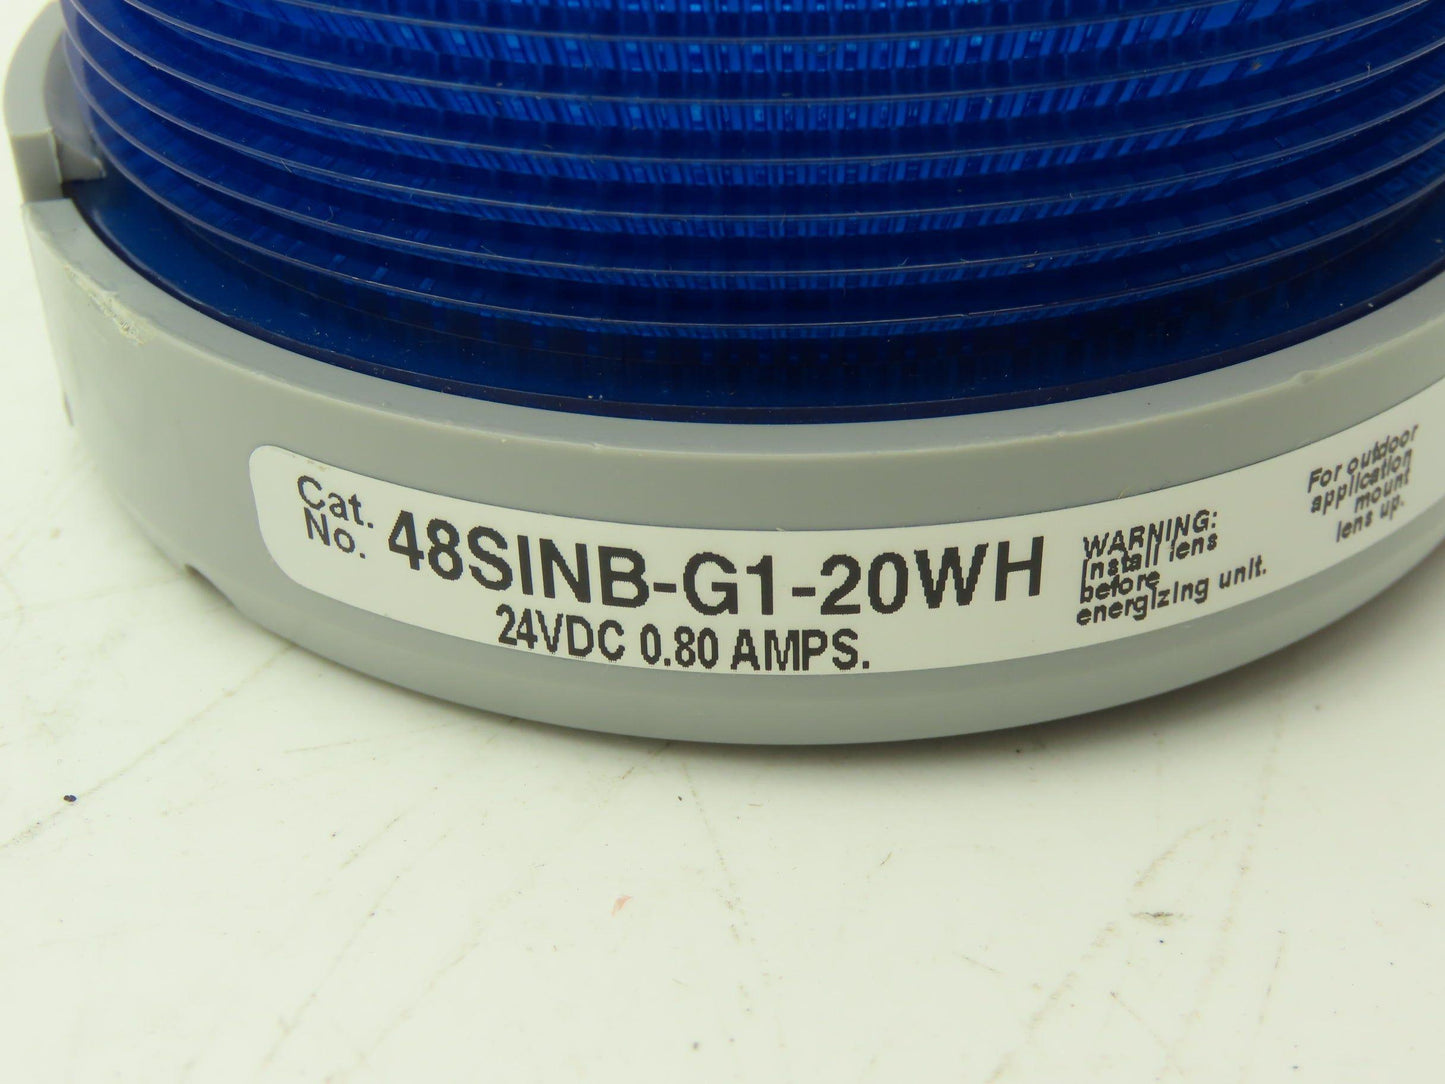 Cat.
No. 48SINB-G1-20WH
24VDC 0.80 AMPS.
WARNING:
Install lens
before
energizing unit.
For outdoor
application
mount
lens up.